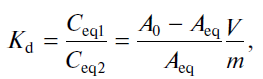 K_d = C_eq1 / C_eq2 = (A_0 − A_eq) / A_eq · V / m,